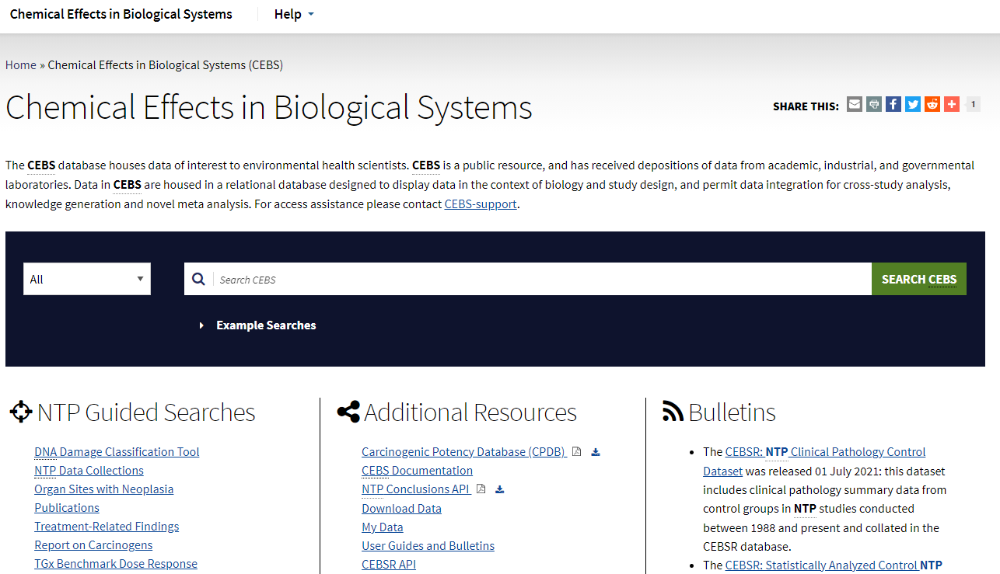 Chemical Effects in Biological Systems Help
Home » Chemical Effects in Biological Systems (CEBS)
Chemical Effects in Biological Systems
SHARE THIS: 1
The CEBS database houses data of interest to environmental health scientists. CEBS is a public resource, and has received depositions of data from academic, industrial, and governmental
laboratories. Data in CEBS are housed in a relational database designed to display data in the context of biology and study design, and permit data integration for cross-study analysis,
knowledge generation and novel meta analysis. For access assistance please contact CEBS-support.
All
Search CEBS
SEARCH CEBS
Example Searches
NTP Guided Searches
DNA Damage Classification Tool
NTP Data Collections
Organ Sites with Neoplasia
Publications
Treatment-Related Findings
Report on Carcinogens
TGx Benchmark Dose Response
Additional Resources
Carcinogenic Potency Database (CPDB)
CEBS Documentation
NTP Conclusions API
Download Data
My Data
User Guides and Bulletins
CEBSR API
Bulletins
• The CEBSR: NTP Clinical Pathology Control
Dataset was released 01 July 2021: this dataset
includes clinical pathology summary data from
control groups in NTP studies conducted
between 1988 and present and collated in the
CEBSR database.
• The CEBSR: Statistically Analyzed Control NTP